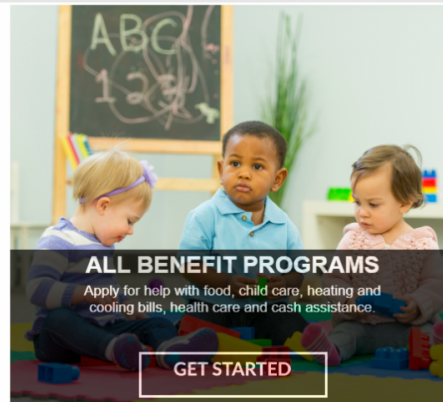 ABC
123
ALL BENEFIT PROGRAMS
Apply for help with food, child care, heating and
cooling bills, health care and cash assistance.
GET STARTED